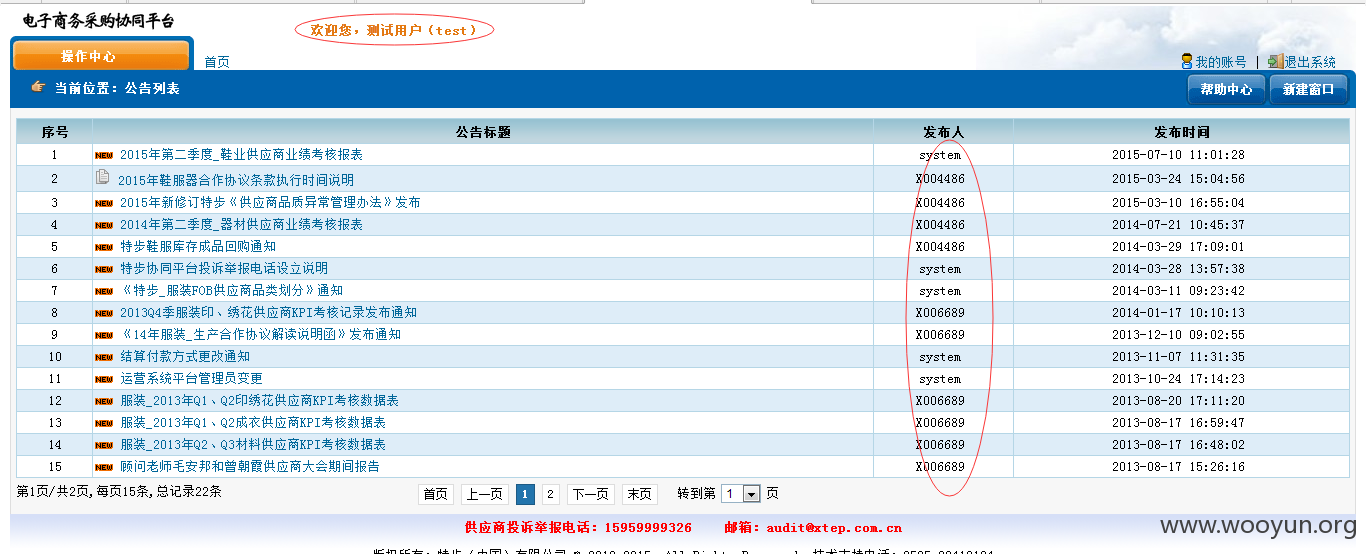 电子商务采购协同平台
欢迎您，测试用户（test）
操作中心
首页
我的账号 | 退出系统
当前位置：公告列表
帮助中心 新建窗口
序号 公告标题 发布人 发布时间
1 NEW 2015年第二季度_鞋业供应商业绩考核报表 system 2015-07-10 11:01:28
2 2015年鞋服器合作协议条款执行时间说明 X004486 2015-03-24 15:04:56
3 NEW 2015年新修订特步《供应商品质异常管理办法》发布 X004486 2015-03-10 16:55:04
4 NEW 2014年第二季度_器材供应商业绩考核报表 X004486 2014-07-21 10:45:37
5 NEW 特步鞋服库存成品回购通知 X004486 2014-03-29 17:09:01
6 NEW 特步协同平台投诉举报电话设立说明 system 2014-03-28 13:57:38
7 NEW 《特步_服装FOB供应商品类划分》通知 system 2014-03-11 09:23:42
8 NEW 2013Q4季服装印、绣花供应商KPI考核记录发布通知 X006689 2014-01-17 10:10:13
9 NEW 《14年服装_生产合作协议解读说明函》发布通知 X006689 2013-12-10 09:02:55
10 NEW 结算付款方式更改通知 system 2013-11-07 11:31:35
11 NEW 运营系统平台管理员变更 system 2013-10-24 17:14:23
12 NEW 服装_2013年Q1、Q2印绣花供应商KPI考核数据表 X006689 2013-08-20 17:11:20
13 NEW 服装_2013年Q1、Q2成衣供应商KPI考核数据表 X006689 2013-08-17 16:59:47
14 NEW 服装_2013年Q2、Q3材料供应商KPI考核数据表 X006689 2013-08-17 16:48:02
15 NEW 顾问老师毛安邦和曾朝霞供应商大会期间报告 X006689 2013-08-17 15:26:16
第1页/共2页,每页15条,总记录22条 首页 上一页 1 2 下一页 末页 转到第 1 页
供应商投诉举报电话：15959999326 邮箱：audit@xtep.com.cn
www.wooyun.org